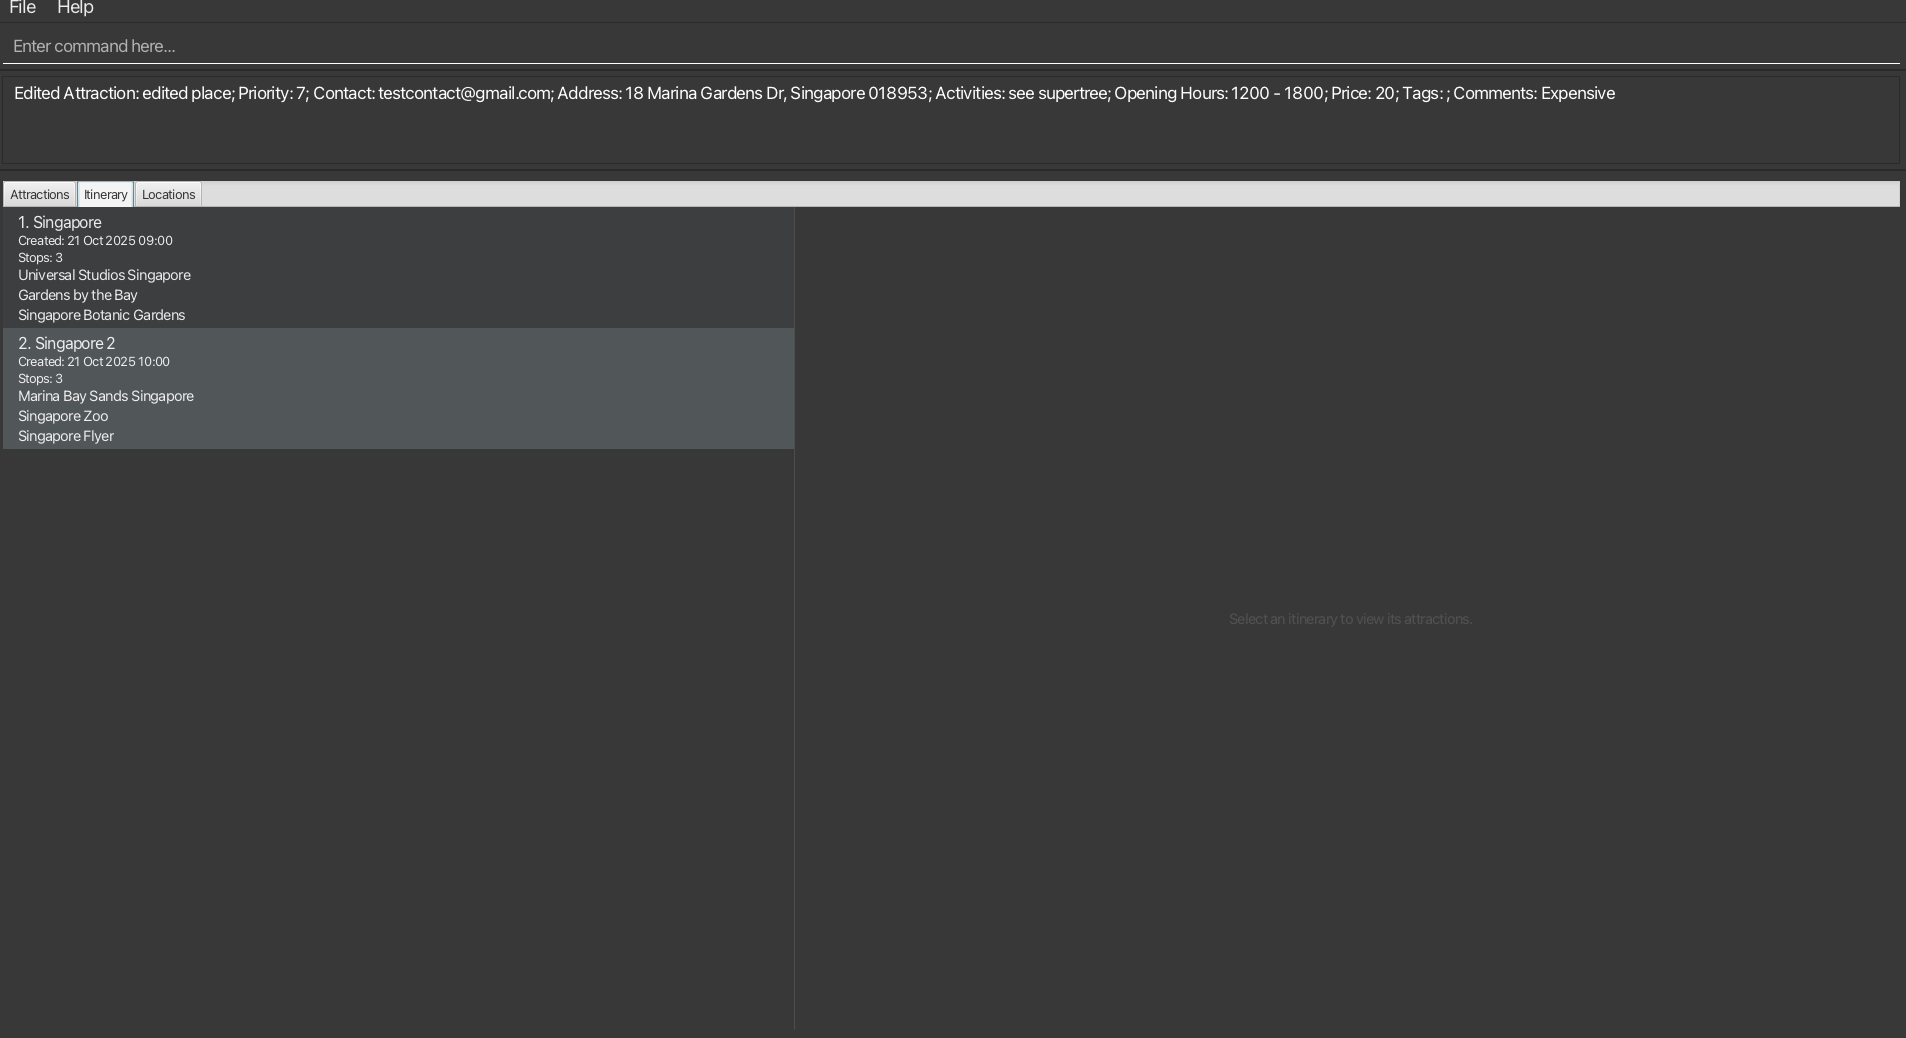 File Help
Enter command here...
Edited Attraction: edited place; Priority: 7; Contact: testcontact@gmail.com; Address: 18 Marina Gardens Dr, Singapore 018953; Activities: see supertree; Opening Hours: 1200 - 1800; Price: 20; Tags: ; Comments: Expensive
Attractions Itinerary Locations
1. Singapore
Created: 21 Oct 2025 09:00
Stops: 3
Universal Studios Singapore
Gardens by the Bay
Singapore Botanic Gardens
2. Singapore 2
Created: 21 Oct 2025 10:00
Stops: 3
Marina Bay Sands Singapore
Singapore Zoo
Singapore Flyer
Select an itinerary to view its attractions.